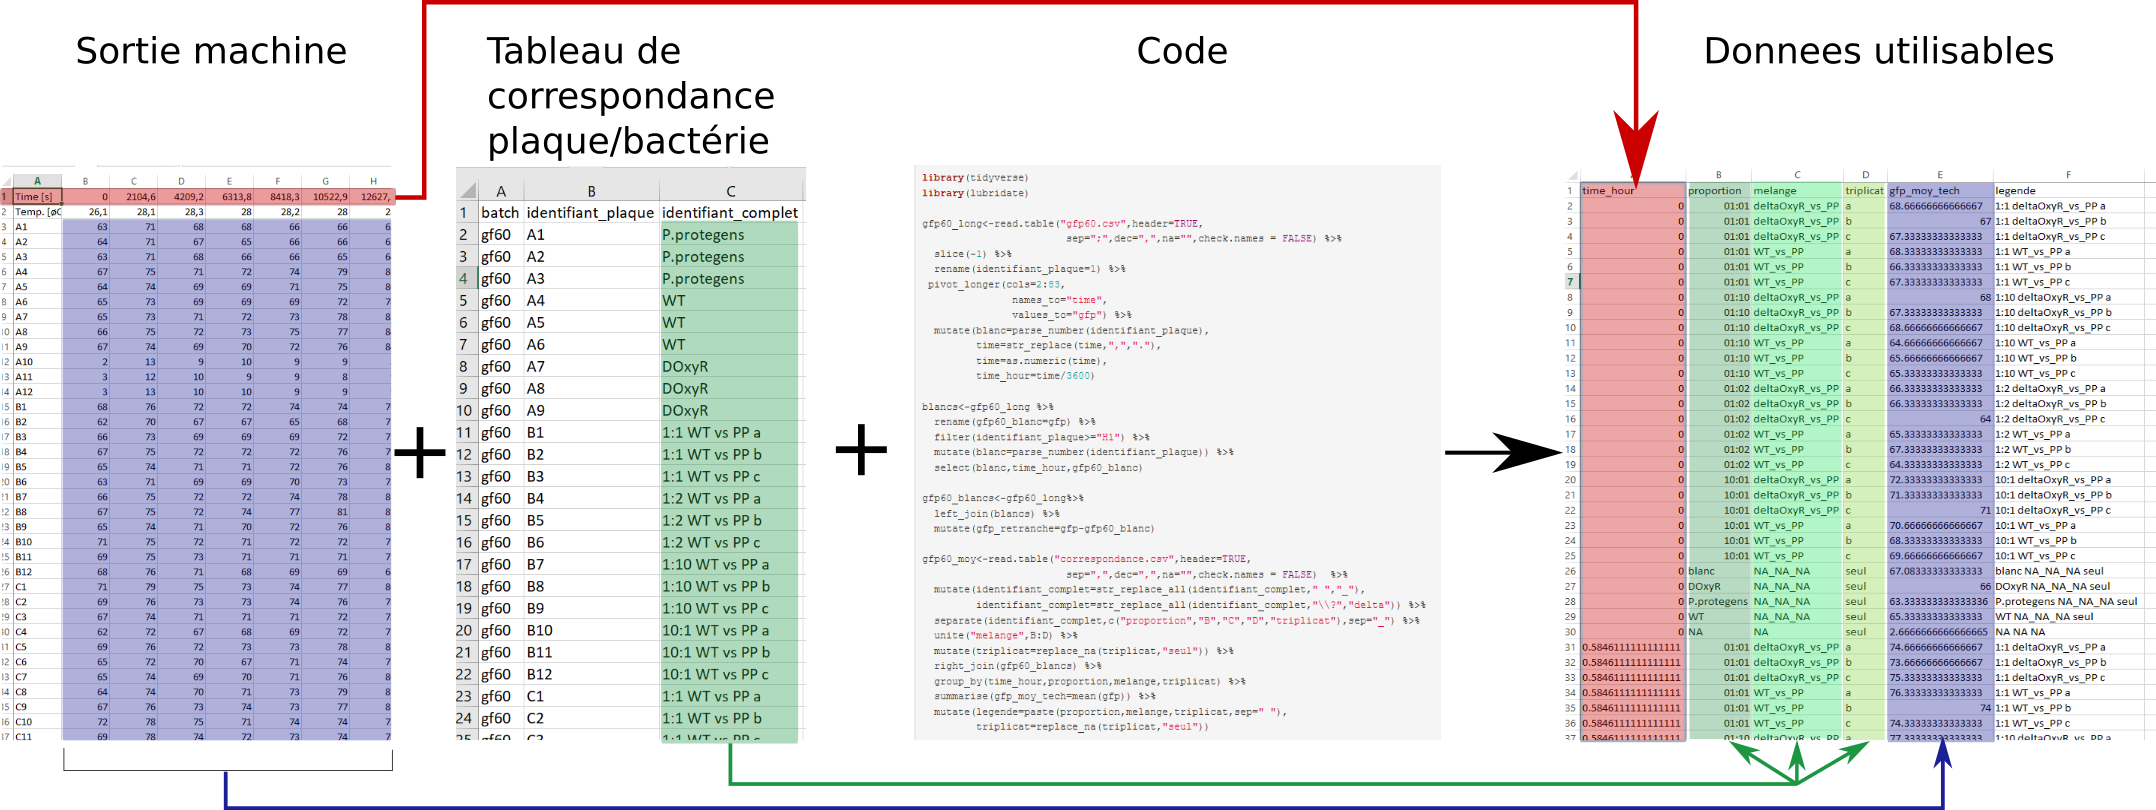 Sortie machine
Tableau de
correspondance
plaque/bactérie
Code
Donnees utilisables
A B C D E F G H
1 Time [s] 0 2104,6 4209,2 6313,8 8418,3 10522,9 12627,
2 Temp. [øC 26,1 28,1 28,3 28 28,2 28 2
3 A1 63 71 68 68 66 66 6
4 A2 64 71 67 65 66 66 6
5 A3 63 71 68 66 66 65 6
6 A4 67 75 71 72 74 79 8
7 A5 64 74 69 69 71 75 8
8 A6 65 73 69 69 69 72 7
9 A7 65 73 71 72 73 78 8
10 A8 66 75 72 73 75 77 8
11 A9 67 74 69 70 72 76 8
12 A10 2 13 9 10 9 9
13 A11 3 12 10 9 9 8
14 A12 3 13 10 10 9 9
15 B1 68 76 72 72 74 74 7
16 B2 62 70 67 67 65 68 7
17 B3 66 73 69 69 69 72 7
18 B4 67 75 72 72 72 76 7
19 B5 65 74 71 71 72 76 8
20 B6 63 71 69 69 70 73 7
21 B7 66 75 72 72 74 78 8
22 B8 67 75 72 74 77 81 8
23 B9 65 74 71 70 72 76 8
24 B10 71 75 72 71 71 72 7
25 B11 69 75 73 71 71 71 7
26 B12 68 76 71 68 69 69 6
27 C1 71 79 75 73 74 77 8
28 C2 69 76 73 73 74 76 7
29 C3 67 74 71 71 71 72 7
30 C4 62 72 67 68 69 72 7
31 C5 69 76 72 73 73 78 8
32 C6 65 72 70 67 71 74 7
33 C7 65 74 69 70 71 76 7
34 C8 64 74 70 71 73 79 8
35 C9 67 76 73 74 73 77 8
36 C10 72 78 75 71 74 74 7
37 C11 69 78 74 72 73 74 7
+
A B C
1 batch identifiant_plaque identifiant_complet
2 gf60 A1 P.protegens
3 gf60 A2 P.protegens
4 gf60 A3 P.protegens
5 gf60 A4 WT
6 gf60 A5 WT
7 gf60 A6 WT
8 gf60 A7 DOxyR
9 gf60 A8 DOxyR
10 gf60 A9 DOxyR
11 gf60 B1 1:1 WT vs PP a
12 gf60 B2 1:1 WT vs PP b
13 gf60 B3 1:1 WT vs PP c
14 gf60 B4 1:2 WT vs PP a
15 gf60 B5 1:2 WT vs PP b
16 gf60 B6 1:2 WT vs PP c
17 gf60 B7 1:10 WT vs PP a
18 gf60 B8 1:10 WT vs PP b
19 gf60 B9 1:10 WT vs PP c
20 gf60 B10 10:1 WT vs PP a
21 gf60 B11 10:1 WT vs PP b
22 gf60 B12 10:1 WT vs PP c
23 gf60 C1 1:1 WT vs PP a
24 gf60 C2 1:1 WT vs PP b
25 gf60 C3 1:1 WT vs PP c
+
library(tidyverse)
library(lubridate)
gfp60_long<-read.table("gfp60.csv",header=TRUE,
sep=";",dec=",",na="",check.names = FALSE) %>%
slice(-1) %>%
rename(identifiant_plaque=1) %>%
pivot_longer(cols=2:83,
names_to="time",
values_to="gfp") %>%
mutate(blanc=parse_number(identifiant_plaque),
time=str_replace(time,",","."),
time=as.numeric(time),
time_hour=time/3600)
blancs<-gfp60_long %>%
rename(gfp60_blanc=gfp) %>%
filter(identifiant_plaque>="H1") %>%
mutate(blanc=parse_number(identifiant_plaque)) %>%
select(blanc,time_hour,gfp60_blanc)
gfp60_blancs<-gfp60_long%>%
left_join(blancs) %>%
mutate(gfp_retranche=gfp-gfp60_blanc)
gfp60_moy<-read.table("correspondance.csv",header=TRUE,
sep=",",dec=",",na="",check.names = FALSE) %>%
mutate(identifiant_complet=str_replace_all(identifiant_complet," ","_"),
identifiant_complet=str_replace_all(identifiant_complet,"\\?","delta")) %>%
separate(identifiant_complet,c("proportion","B","C","D","triplicat"),sep="_") %>%
unite("melange",B:D) %>%
mutate(triplicat=replace_na(triplicat,"seul")) %>%
right_join(gfp60_blancs) %>%
group_by(time_hour,proportion,melange,triplicat) %>%
summarise(gfp_moy_tech=mean(gfp)) %>%
mutate(legende=paste(proportion,melange,triplicat,sep=" "),
triplicat=replace_na(triplicat,"seul"))
A B C D E F
1 time_hour proportion melange triplicat gfp_moy_tech legende
2 0 01:01 deltaOxyR_vs_PP a 68.66666666666667 1:1 deltaOxyR_vs_PP a
3 0 01:01 deltaOxyR_vs_PP b 67 1:1 deltaOxyR_vs_PP b
4 0 01:01 deltaOxyR_vs_PP c 67.33333333333333 1:1 deltaOxyR_vs_PP c
5 0 01:01 WT_vs_PP a 68.33333333333333 1:1 WT_vs_PP a
6 0 01:01 WT_vs_PP b 66.33333333333333 1:1 WT_vs_PP b
7 0 01:01 WT_vs_PP c 67.33333333333333 1:1 WT_vs_PP c
8 0 01:10 deltaOxyR_vs_PP a 68 1:10 deltaOxyR_vs_PP a
9 0 01:10 deltaOxyR_vs_PP b 67.33333333333333 1:10 deltaOxyR_vs_PP b
10 0 01:10 deltaOxyR_vs_PP c 68.66666666666667 1:10 deltaOxyR_vs_PP c
11 0 01:10 WT_vs_PP a 64.66666666666667 1:10 WT_vs_PP a
12 0 01:10 WT_vs_PP b 65.66666666666667 1:10 WT_vs_PP b
13 0 01:10 WT_vs_PP c 65.33333333333333 1:10 WT_vs_PP c
14 0 01:02 deltaOxyR_vs_PP a 66.33333333333333 1:2 deltaOxyR_vs_PP a
15 0 01:02 deltaOxyR_vs_PP b 66.33333333333333 1:2 deltaOxyR_vs_PP b
16 0 01:02 deltaOxyR_vs_PP c 64 1:2 deltaOxyR_vs_PP c
17 0 01:02 WT_vs_PP a 65.33333333333333 1:2 WT_vs_PP a
18 0 01:02 WT_vs_PP b 67.33333333333333 1:2 WT_vs_PP b
19 0 01:02 WT_vs_PP c 64.33333333333333 1:2 WT_vs_PP c
20 0 10:01 deltaOxyR_vs_PP a 72.33333333333333 10:1 deltaOxyR_vs_PP a
21 0 10:01 deltaOxyR_vs_PP b 71.33333333333333 10:1 deltaOxyR_vs_PP b
22 0 10:01 deltaOxyR_vs_PP c 71 10:1 deltaOxyR_vs_PP c
23 0 10:01 WT_vs_PP a 70.66666666666667 10:1 WT_vs_PP a
24 0 10:01 WT_vs_PP b 68.33333333333333 10:1 WT_vs_PP b
25 0 10:01 WT_vs_PP c 69.66666666666667 10:1 WT_vs_PP c
26 0 blanc NA_NA_NA seul 67.08333333333333 blanc NA_NA_NA seul
27 0 DOxyR NA_NA_NA seul 66 DOxyR NA_NA_NA seul
28 0 P.protegens NA_NA_NA seul 63.333333333333336 P.protegens NA_NA_NA seul
29 0 WT NA_NA_NA seul 65.33333333333333 WT NA_NA_NA seul
30 0 NA NA seul 2.6666666666666665 NA NA NA
31 0.5846111111111111 01:01 deltaOxyR_vs_PP a 74.66666666666667 1:1 deltaOxyR_vs_PP a
32 0.5846111111111111 01:01 deltaOxyR_vs_PP b 73.66666666666667 1:1 deltaOxyR_vs_PP b
33 0.5846111111111111 01:01 deltaOxyR_vs_PP c 75.33333333333333 1:1 deltaOxyR_vs_PP c
34 0.5846111111111111 01:01 WT_vs_PP a 76.33333333333333 1:1 WT_vs_PP a
35 0.5846111111111111 01:01 WT_vs_PP b 74 1:1 WT_vs_PP b
36 0.5846111111111111 01:01 WT_vs_PP c 74.33333333333333 1:1 WT_vs_PP c
37 0.5846111111111111 01:10 deltaOxyR_vs_PP a 77.33333333333333 1:10 deltaOxyR_vs_PP a